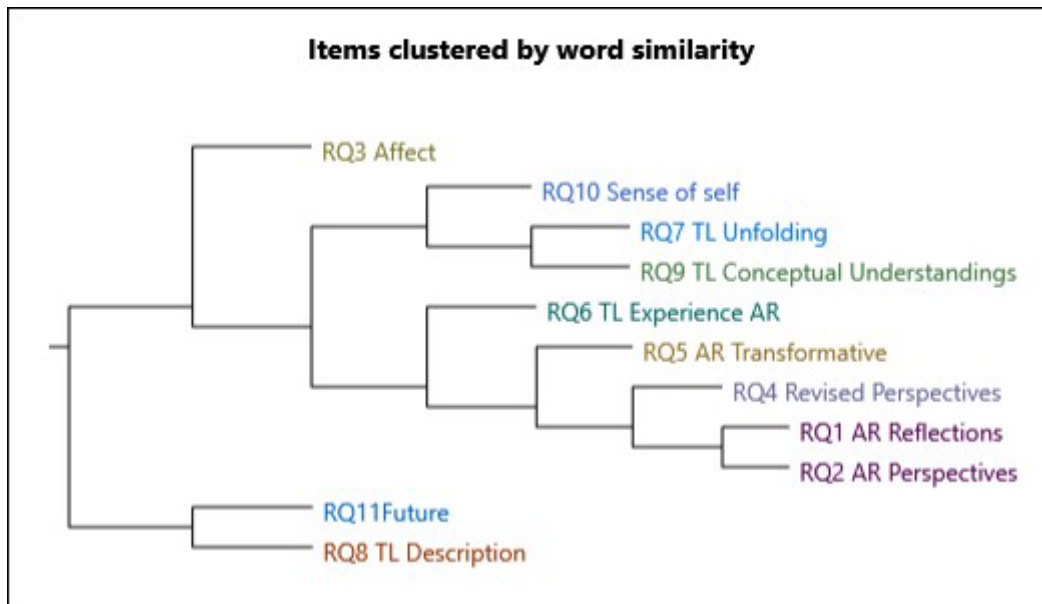 Items clustered by word similarity
RQ3 Affect
RQ10 Sense of self
RQ7 TL Unfolding
RQ9 TL Conceptual Understandings
RQ6 TL Experience AR
RQ5 AR Transformative
RQ4 Revised Perspectives
RQ1 AR Reflections
RQ2 AR Perspectives
RQ11Future
RQ8 TL Description